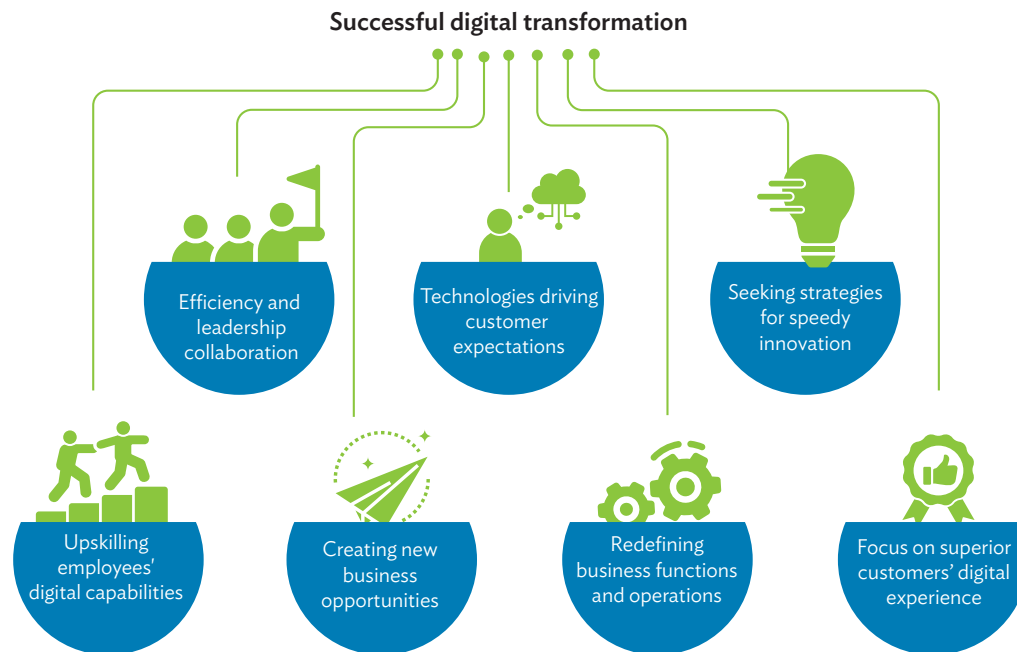 Successful digital transformation
Efficiency and
leadership
collaboration
Technologies driving
customer
expectations
Seeking strategies
for speedy
innovation
Upskilling
employees’
digital capabilities
Creating new
business
opportunities
Redefining
business functions
and operations
Focus on superior
customers’ digital
experience